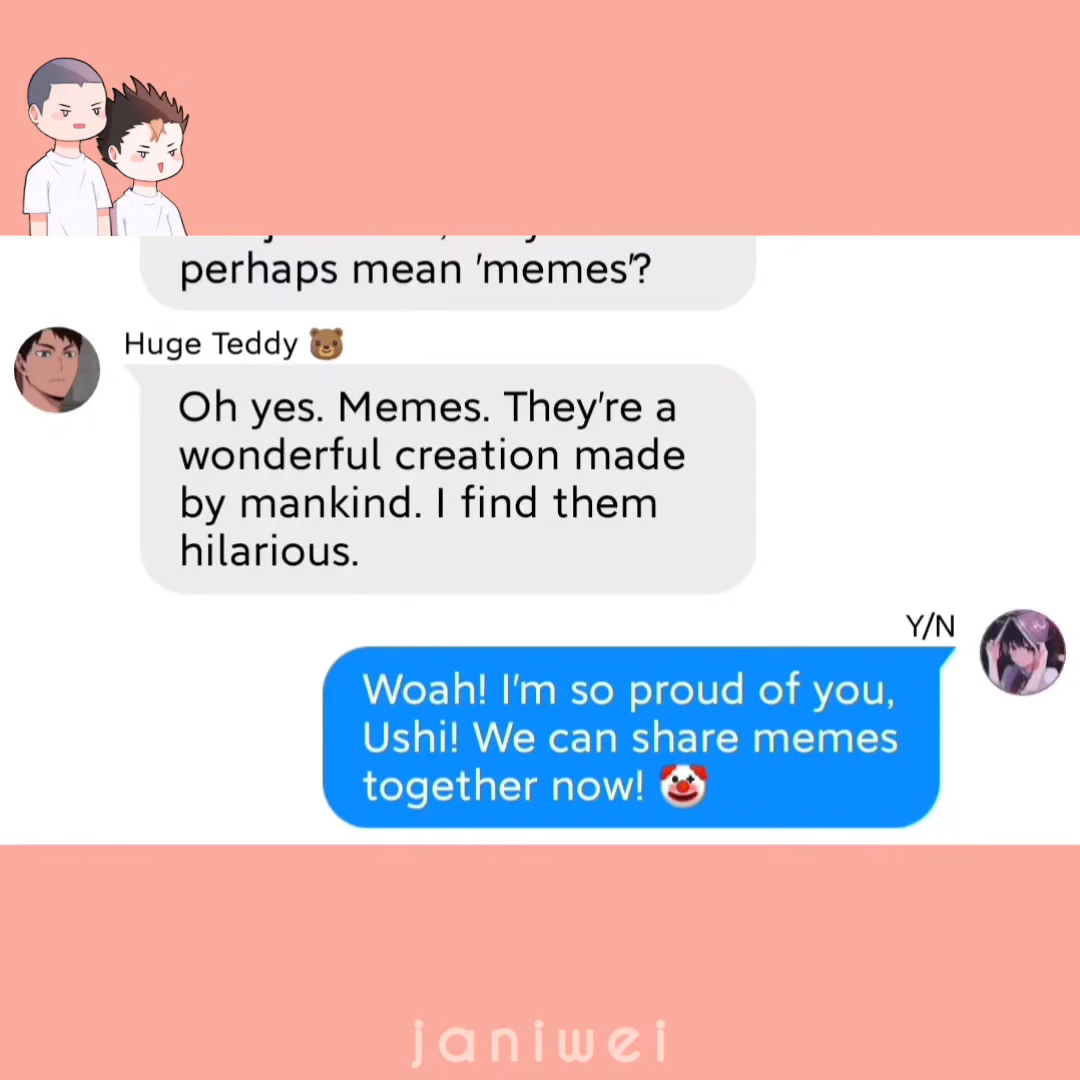 perhaps mean 'memes'?
Huge Teddy 🐻
Oh yes. Memes. They're a
wonderful creation made
by mankind. I find them
hilarious.
Y/N
Woah! I'm so proud of you,
Ushi! We can share memes
together now! 🤡
janiwei